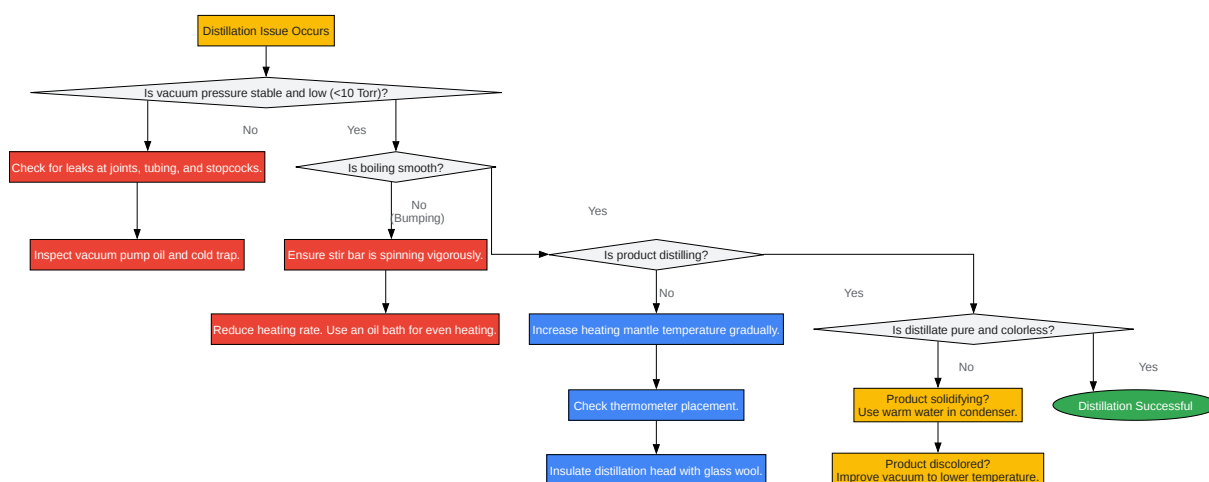 Distillation Issue Occurs
Is vacuum pressure stable and low (<10 Torr)?
No
Yes
Check for leaks at joints, tubing, and stopcocks.
Is boiling smooth?
No
(Bumping)
Yes
Inspect vacuum pump oil and cold trap.
Ensure stir bar is spinning vigorously.
Is product distilling?
No
Yes
Reduce heating rate. Use an oil bath for even heating.
Increase heating mantle temperature gradually.
Is distillate pure and colorless?
No
Yes
Check thermometer placement.
Product solidifying?
Use warm water in condenser.
Distillation Successful
Insulate distillation head with glass wool.
Product discolored?
Improve vacuum to lower temperature.